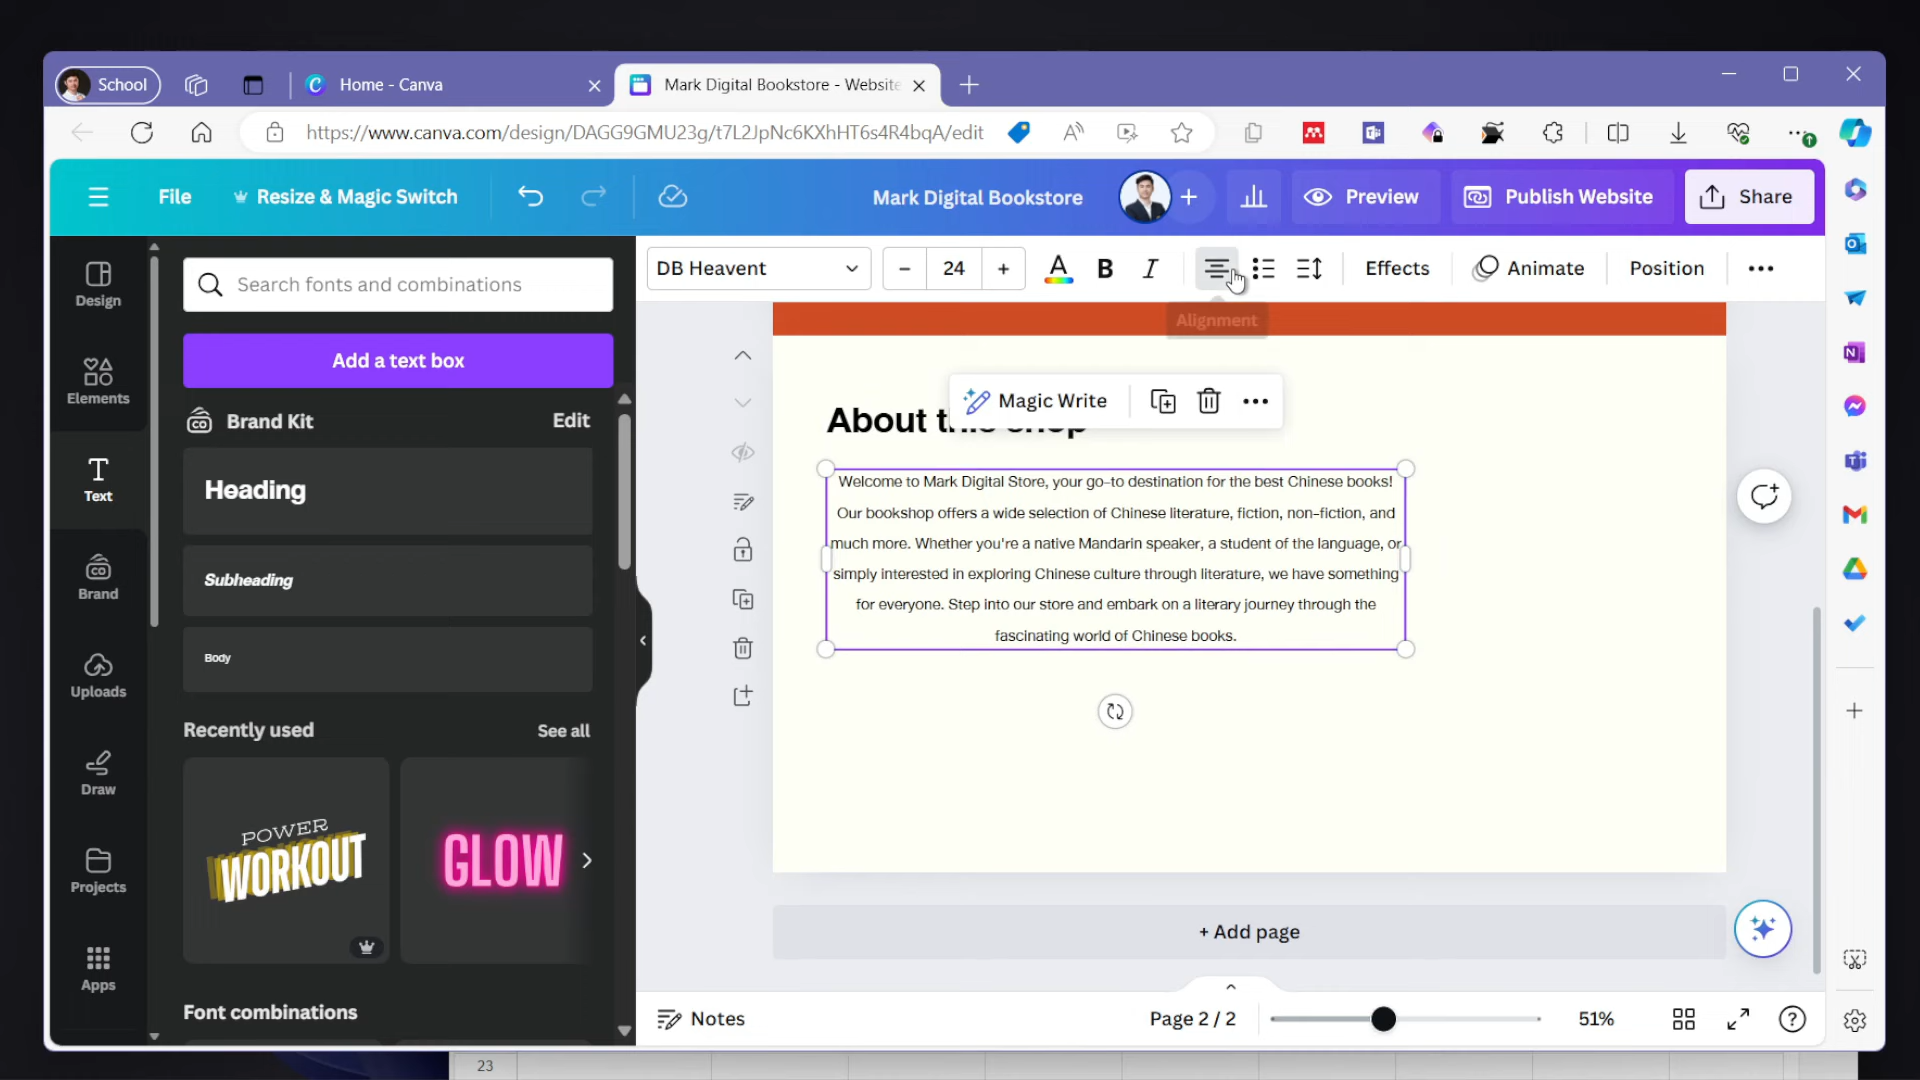 School
Home - Canva
Mark Digital Bookstore - Website
https://www.canva.com/design/DAGG9GMU23g/t7L2JpNc6KXhHT6s4R4bqA/edit
File
Resize & Magic Switch
Mark Digital Bookstore
Preview
Publish Website
Share
DB Heavent
24
Effects
Animate
Position
Alignment
Design
Elements
Text
Brand
Uploads
Draw
Projects
Apps
Search fonts and combinations
Add a text box
Brand Kit
Edit
Heading
Subheading
Body
Recently used
See all
POWER
WORKOUT
GLOW
Font combinations
Magic Write
About this shop
Welcome to Mark Digital Store, your go-to destination for the best Chinese books!
Our bookshop offers a wide selection of Chinese literature, fiction, non-fiction, and
much more. Whether you're a native Mandarin speaker, a student of the language, or
simply interested in exploring Chinese culture through literature, we have something
for everyone. Step into our store and embark on a literary journey through the
fascinating world of Chinese books.
+ Add page
Notes
Page 2 / 2
51%
23